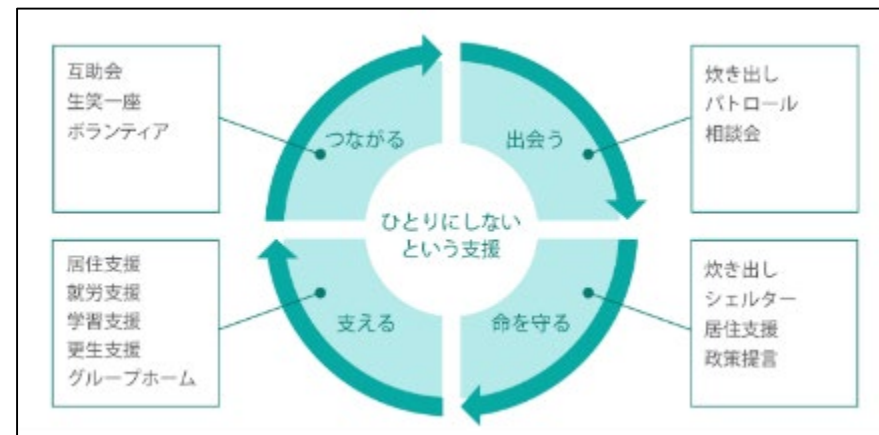 互助会
生笑一座
ボランティア
つながる
出会う
炊き出し
パトロール
相談会
ひとりにしない
という支援
居住支援
就労支援
学習支援
更生支援
グループホーム
支える
命を守る
炊き出し
シェルター
居住支援
政策提言